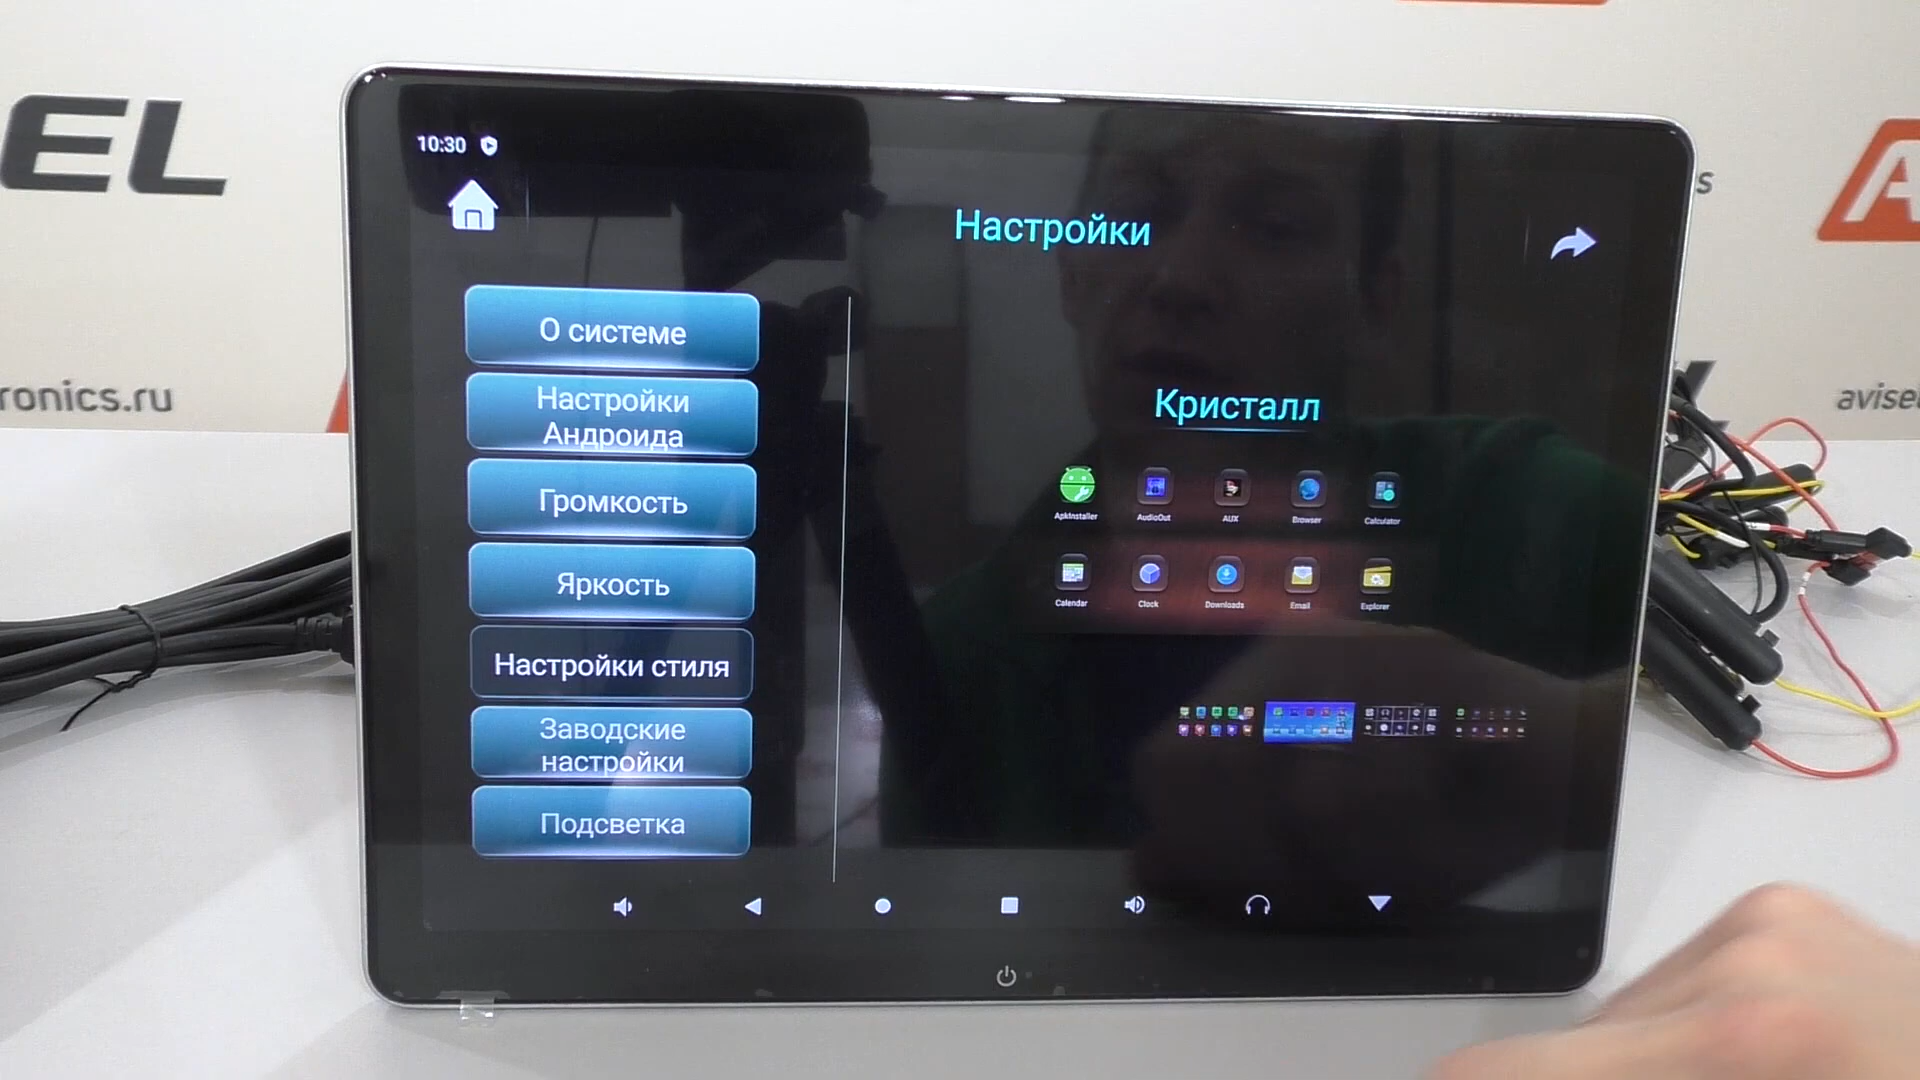 EL
ronics.ru
s
avise
10:30
Настройки
О системе
Настройки
Андроида
Громкость
Яркость
Настройки стиля
Заводские
настройки
Подсветка
Кристалл
ApkInstaller
AudioOut
AUX
Browser
Calculator
Calendar
Clock
Downloads
Email
Explorer